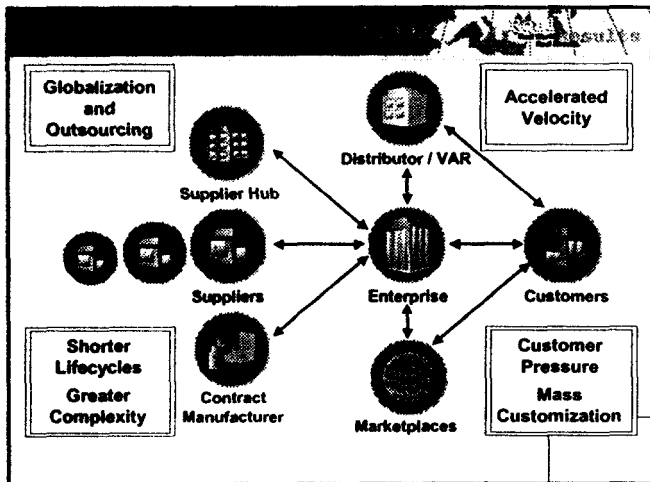 Results
Globalization
and
Outsourcing
Accelerated
Velocity
Distributor / VAR
Supplier Hub
Suppliers
Enterprise
Customers
Shorter
Lifecycles
Greater
Complexity
Contract
Manufacturer
Marketplaces
Customer
Pressure
Mass
Customization